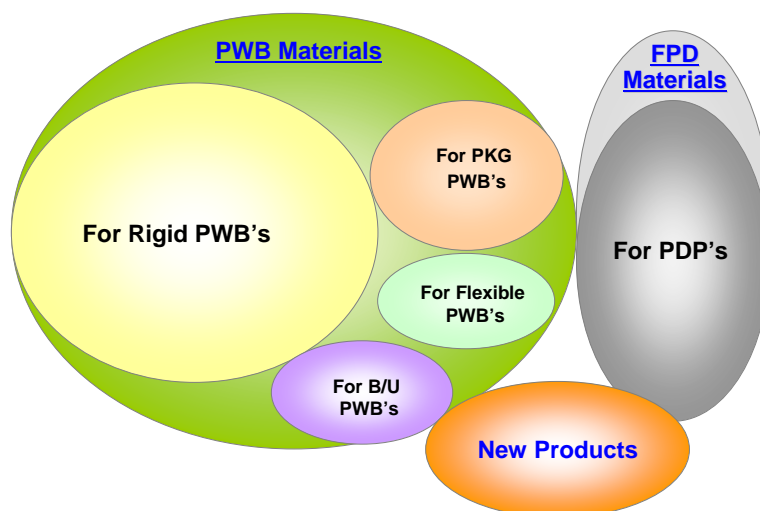 PWB Materials
FPD
Materials
For PKG
PWB’s
For Rigid PWB’s
For PDP’s
For Flexible
PWB’s
For B/U
PWB’s
New Products